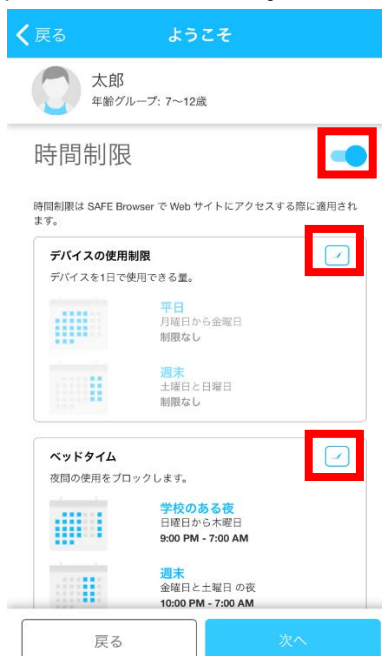 戻る
ようこそ
太郎
年齢グループ: 7〜12歳
時間制限
時間制限は SAFE Browser で Web サイトにアクセスする際に適用され
ます。
デバイスの使用制限
デバイスを1日で使用できる量。
平日
月曜日から金曜日
制限なし
週末
土曜日と日曜日
制限なし
ベッドタイム
夜間の使用をブロックします。
学校のある夜
日曜日から木曜日
9:00 PM - 7:00 AM
週末
金曜日と土曜日 の夜
10:00 PM - 7:00 AM
戻る
次へ